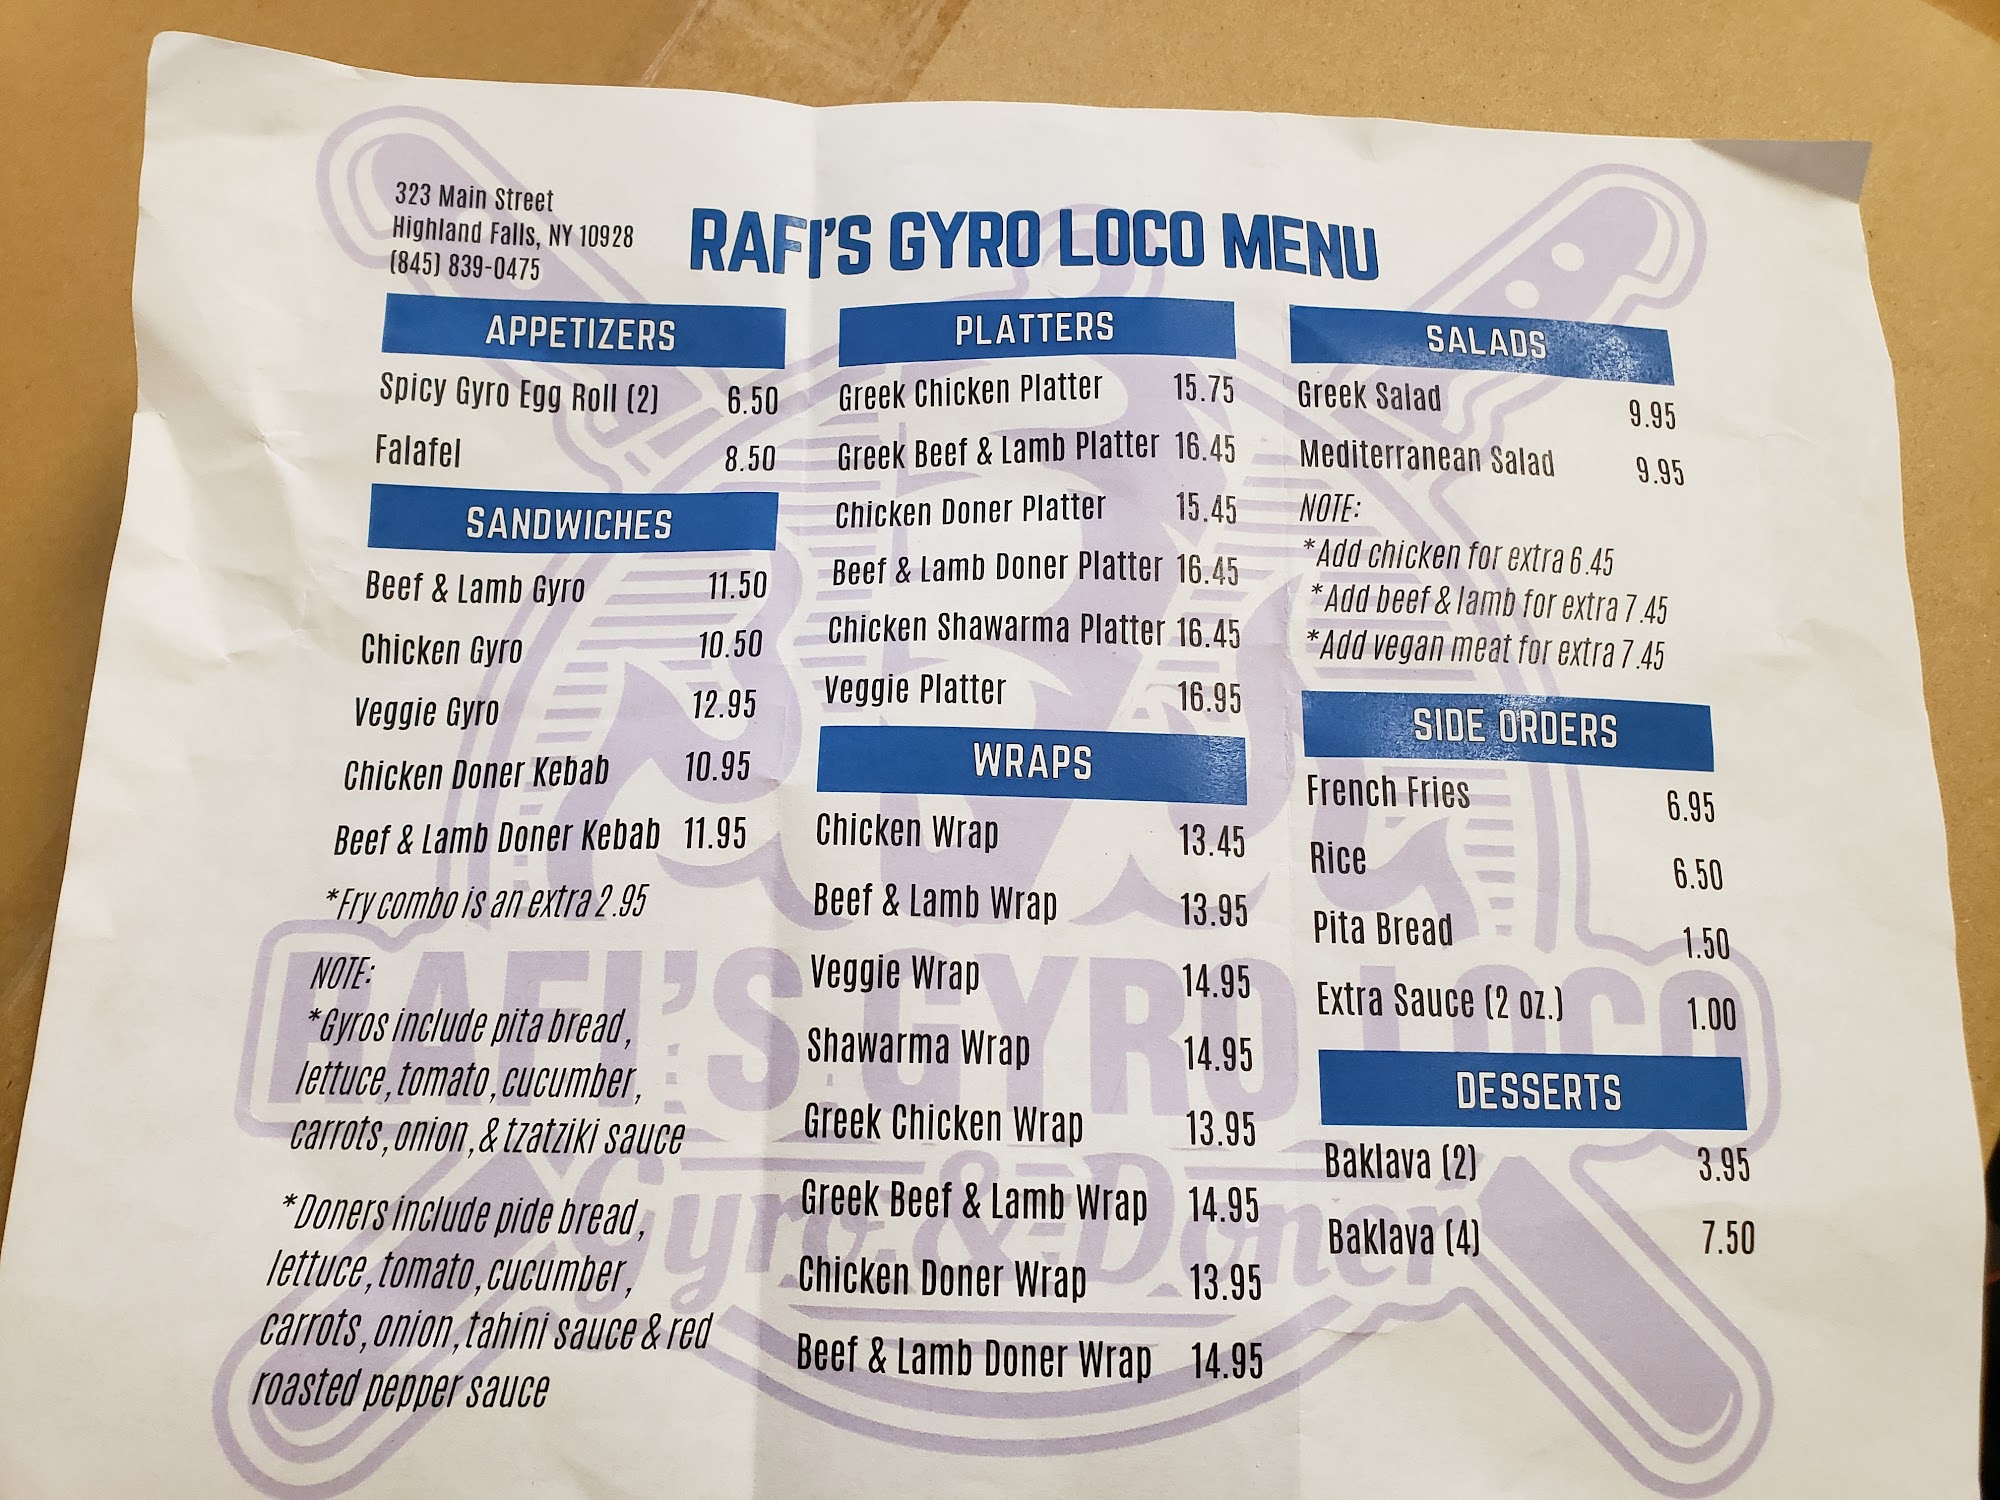 323 Main Street
Highland Falls, NY 10928
(845) 839-0475
RAFI'S GYRO LOCO MENU
APPETIZERS
Spicy Gyro Egg Roll (2) 6.50
Falafel 8.50
SANDWICHES
Beef & Lamb Gyro 11.50
Chicken Gyro 10.50
Veggie Gyro 12.95
Chicken Doner Kebab 10.95
Beef & Lamb Doner Kebab 11.95
*Fry combo is an extra 2.95
NOTE:
*Gyros include pita bread,
lettuce, tomato, cucumber,
carrots, onion, & tzatziki sauce
*Doners include pide bread,
lettuce, tomato, cucumber,
carrots, onion, tahini sauce & red
roasted pepper sauce
PLATTERS
Greek Chicken Platter 15.75
Greek Beef & Lamb Platter 16.45
Chicken Doner Platter 15.45
Beef & Lamb Doner Platter 16.45
Chicken Shawarma Platter 16.45
Veggie Platter 16.95
WRAPS
Chicken Wrap 13.45
Beef & Lamb Wrap 13.95
Veggie Wrap 14.95
Shawarma Wrap 14.95
Greek Chicken Wrap 13.95
Greek Beef & Lamb Wrap 14.95
Chicken Doner Wrap 13.95
Beef & Lamb Doner Wrap 14.95
SALADS
Greek Salad 9.95
Mediterranean Salad 9.95
NOTE:
*Add chicken for extra 6.45
*Add beef & lamb for extra 7.45
*Add vegan meat for extra 7.45
SIDE ORDERS
French Fries 6.95
Rice 6.50
Pita Bread 1.50
Extra Sauce (2 oz.) 1.00
DESSERTS
Baklava (2) 3.95
Baklava (4) 7.50
RAFI'S GYRO LOCO
Gyro & Doner